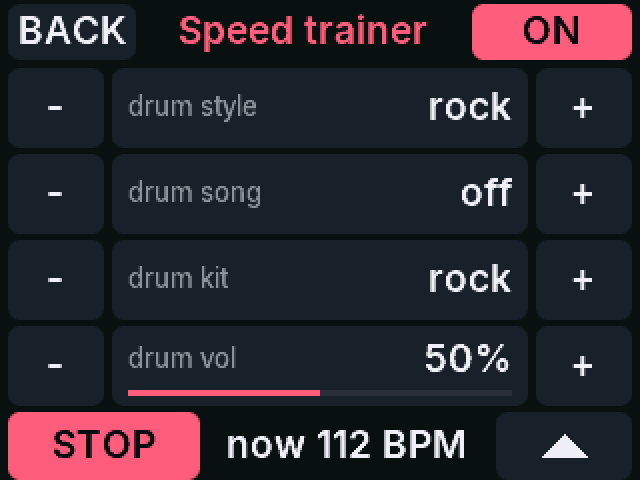 BACK Speed trainer ON
- drum style rock +
- drum song off +
- drum kit rock +
- drum vol 50% +
STOP now 112 BPM